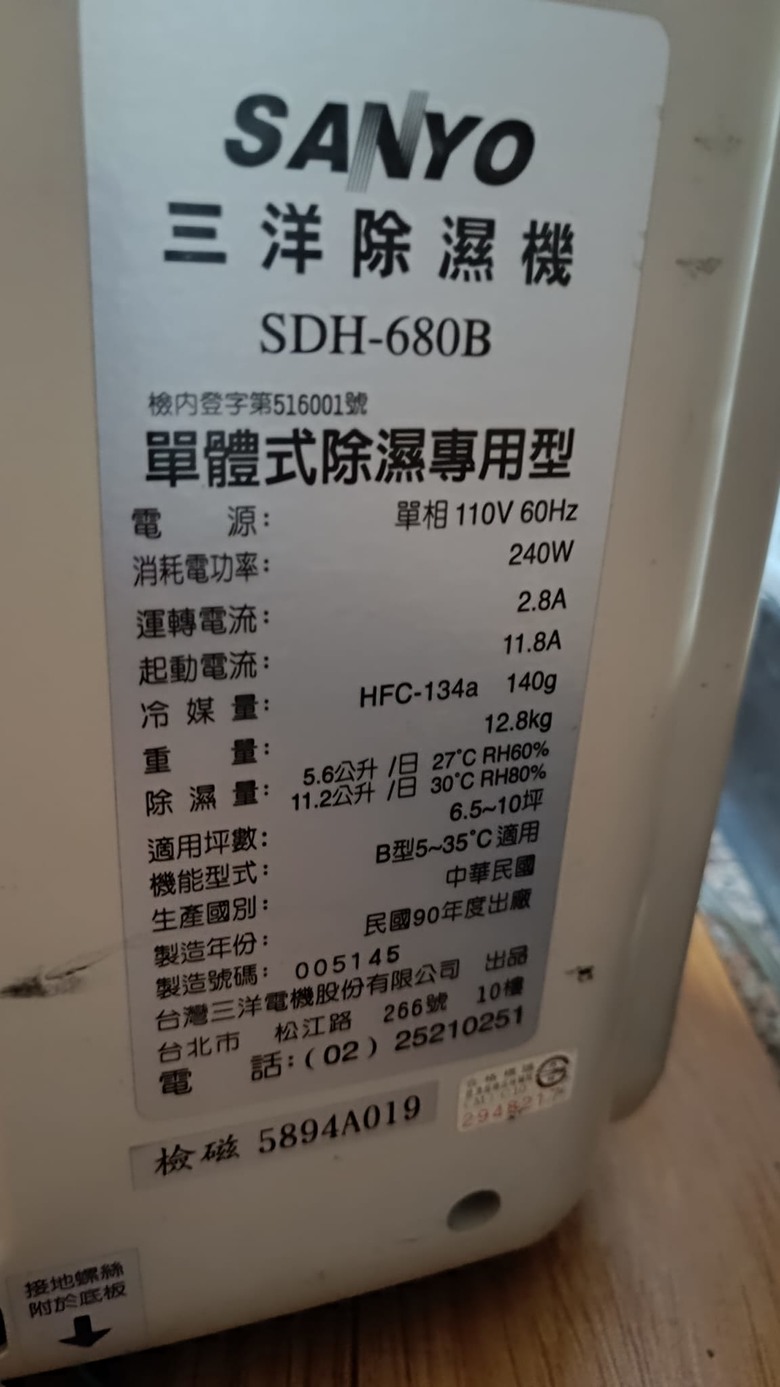 SANYO
三洋除濕機
SDH-680B
檢內登字第516001號
單體式除濕專用型
電 源: 單相 110V 60Hz
消耗電功率: 240W
運轉電流: 2.8A
起動電流: 11.8A
冷媒量: HFC-134a 140g
重 量: 12.8kg
除濕量: 5.6公升 /日 27°C RH60%
11.2公升 /日 30°C RH80%
適用坪數: 6.5~10坪
機能型式: B型5~35°C適用
生產國別: 中華民國
製造年份: 民國90年度出廠
製造號碼: 005145
台灣三洋電機股份有限公司 出品
台北市 松江路 266號 10樓
電 話:(02) 25210251
檢磁 5894A019
接地螺絲
附於底板